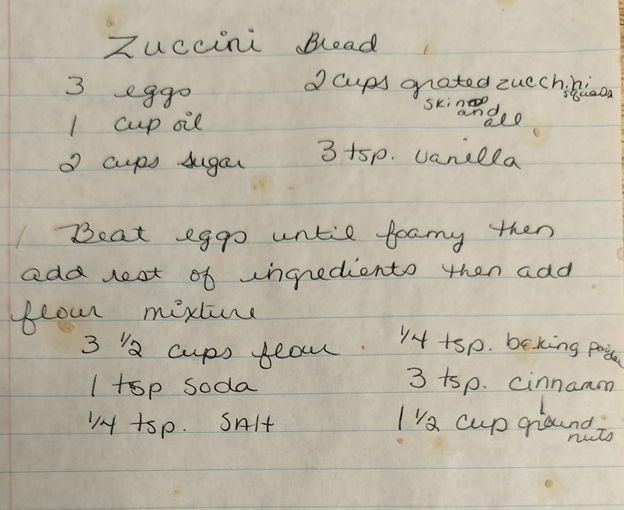 Zuccini Bread
3 eggs 2 cups grated zucchini squash
skin and all
1 cup oil
2 cups sugar 3 tsp. vanilla
1 Beat eggs until foamy then
add rest of ingredients then add
flour mixture
3 1/2 cups flour 1/4 tsp. baking powder
1 tsp soda 3 tsp. cinnamon
1/4 tsp. SAlt 1 1/2 cup ground nuts